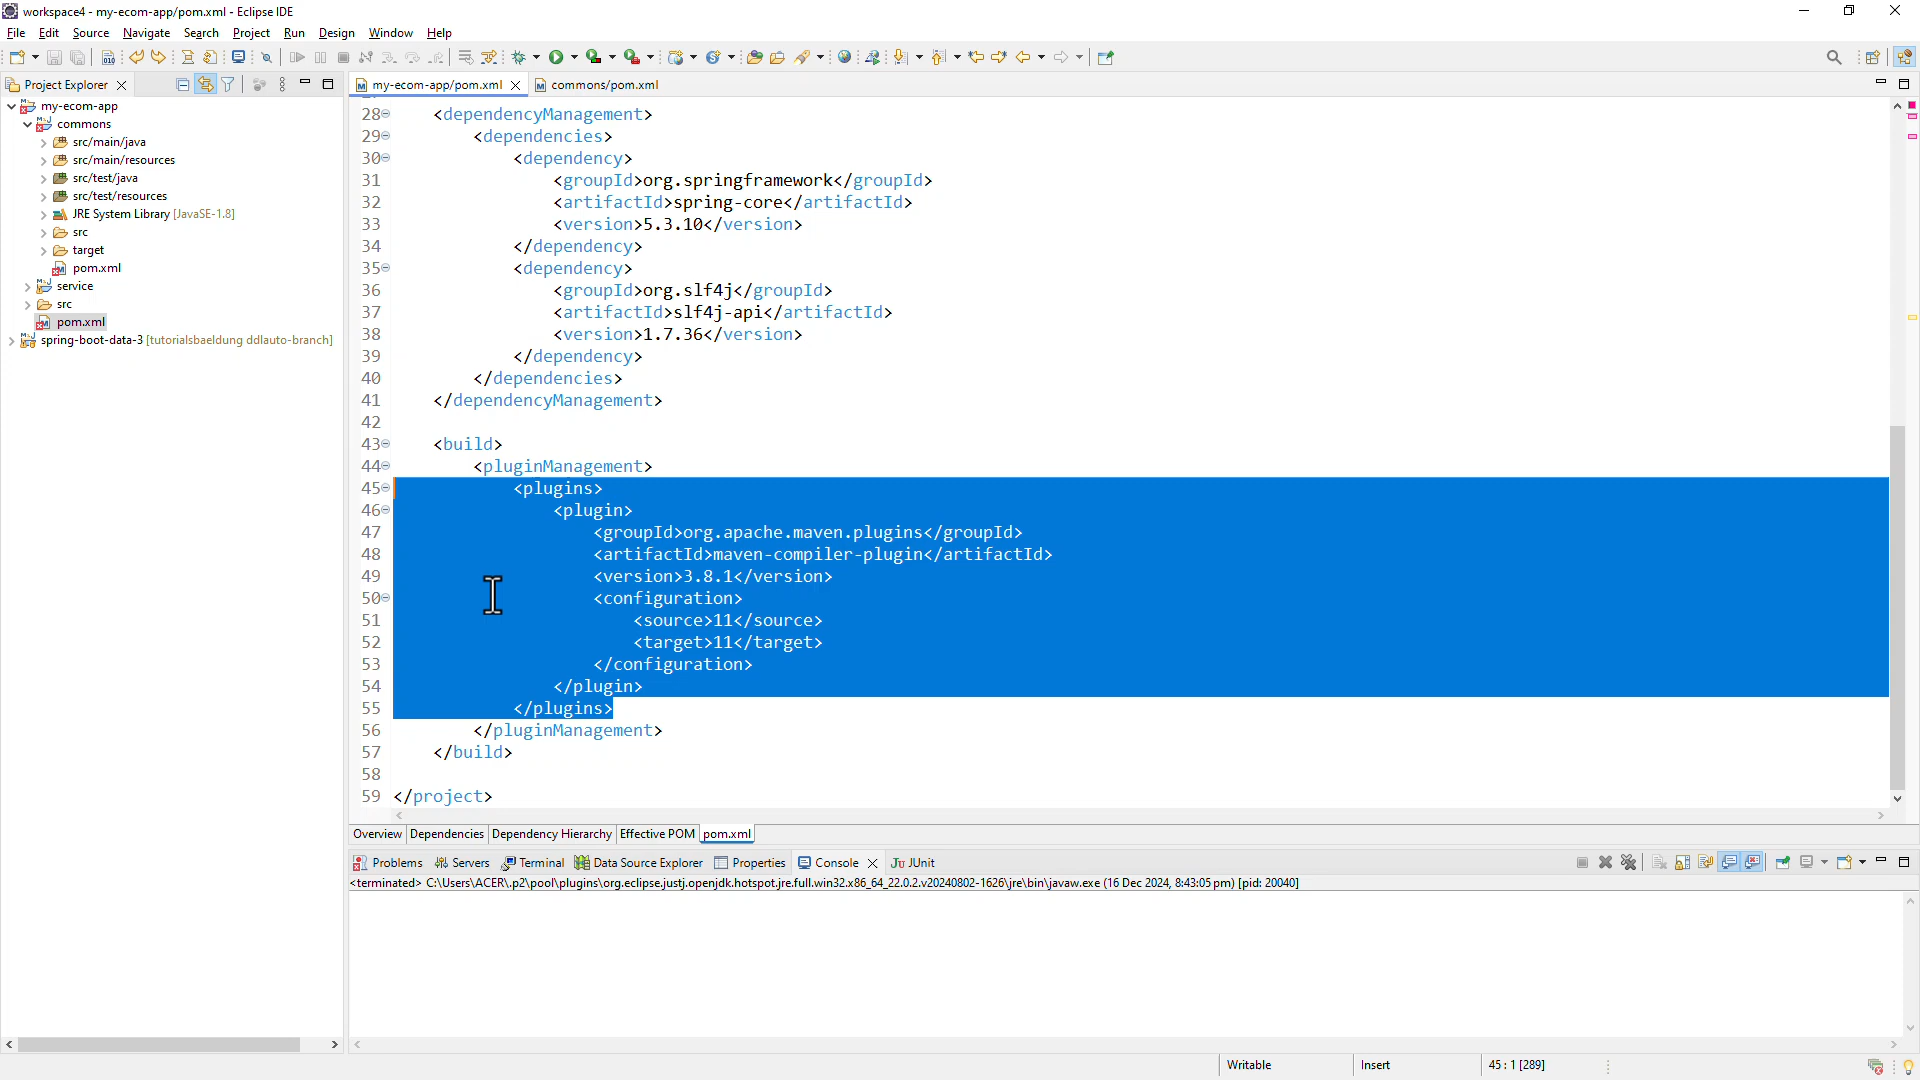 workspace4 - my-ecom-app/pom.xml - Eclipse IDE
File Edit Source Navigate Search Project Run Design Window Help
Project Explorer
my-ecom-app/pom.xml commons/pom.xml
my-ecom-app
commons
src/main/java
src/main/resources
src/test/java
src/test/resources
JRE System Library [JavaSE-1.8]
src
target
pom.xml
service
src
pom.xml
spring-boot-data-3 [tutorialsbaeldung ddlauto-branch]
28 <dependencyManagement>
29 <dependencies>
30 <dependency>
31 <groupId>org.springframework</groupId>
32 <artifactId>spring-core</artifactId>
33 <version>5.3.10</version>
34 </dependency>
35 <dependency>
36 <groupId>org.slf4j</groupId>
37 <artifactId>slf4j-api</artifactId>
38 <version>1.7.36</version>
39 </dependency>
40 </dependencies>
41 </dependencyManagement>
42
43 <build>
44 <pluginManagement>
45 <plugins>
46 <plugin>
47 <groupId>org.apache.maven.plugins</groupId>
48 <artifactId>maven-compiler-plugin</artifactId>
49 <version>3.8.1</version>
50 <configuration>
51 <source>11</source>
52 <target>11</target>
53 </configuration>
54 </plugin>
55 </plugins>
56 </pluginManagement>
57 </build>
58
59 </project>
Overview Dependencies Dependency Hierarchy Effective POM pom.xml
Problems Servers Terminal Data Source Explorer Properties Console JUnit
<terminated> C:\Users\ACER\.p2\pool\plugins\org.eclipse.justj.openjdk.hotspot.jre.full.win32.x86_64_22.0.2.v20240802-1626\jre\bin\javaw.exe (16 Dec 2024, 8:43:05 pm) [pid: 20040]
Writable Insert 45 : 1 [289]